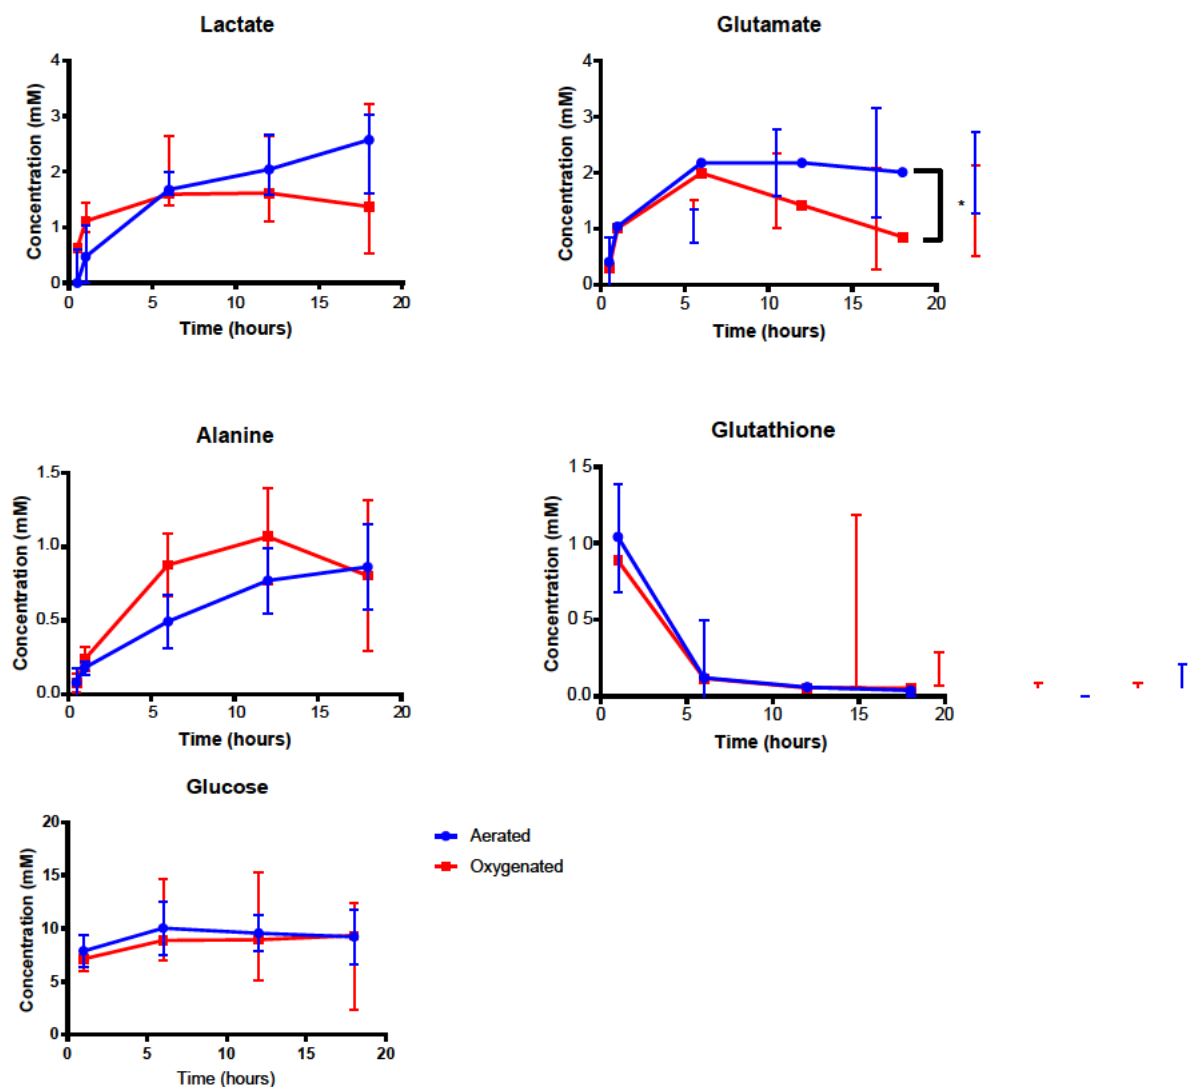 Lactate
4
3
2
1
0
Concentration (mM)
0 5 10 15 20
Time (hours)
Glutamate
4
3
2
1
0
Concentration (mM)
*
0 5 10 15 20
Time (hours)
Alanine
1.5
1.0
0.5
0.0
Concentration (mM)
0 5 10 15 20
Time (hours)
Glutathione
1 5
1 0
0 5
0.0
Concentration (mM)
0 5 10 15 20
Time (hours)
Glucose
20
15
10
5
0
Concentration (mM)
0 5 10 15 20
Time (hours)
Aerated
Oxygenated